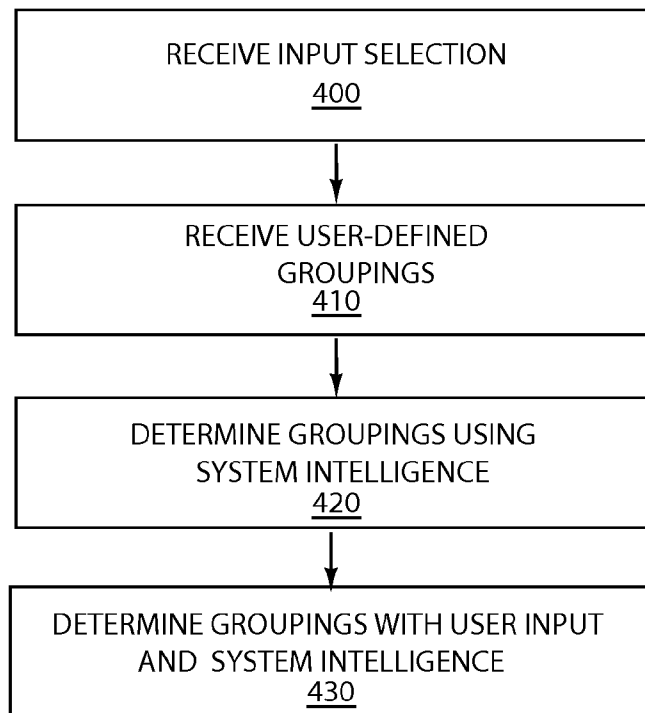 RECEIVE INPUT SELECTION
400
RECEIVE USER-DEFINED
GROUPINGS
410
DETERMINE GROUPINGS USING
SYSTEM INTELLIGENCE
420
DETERMINE GROUPINGS WITH USER INPUT
AND SYSTEM INTELLIGENCE
430